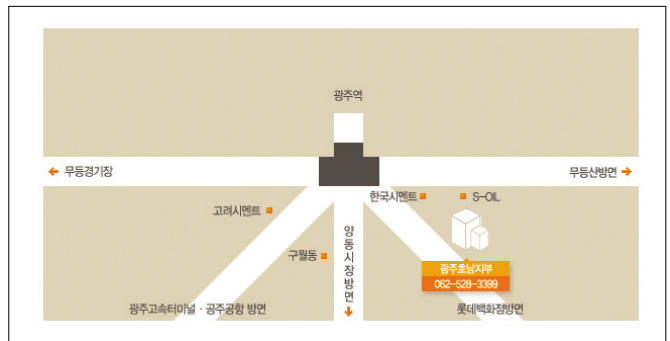 광주역
← 무등경기장
무등산방면 →
한국시멘트
S-OIL
고려시멘트
구월동
양동시장방면
광주호남지부
062-528-3399
광주고속터미널 · 공주공항 방면
롯데백화점방면